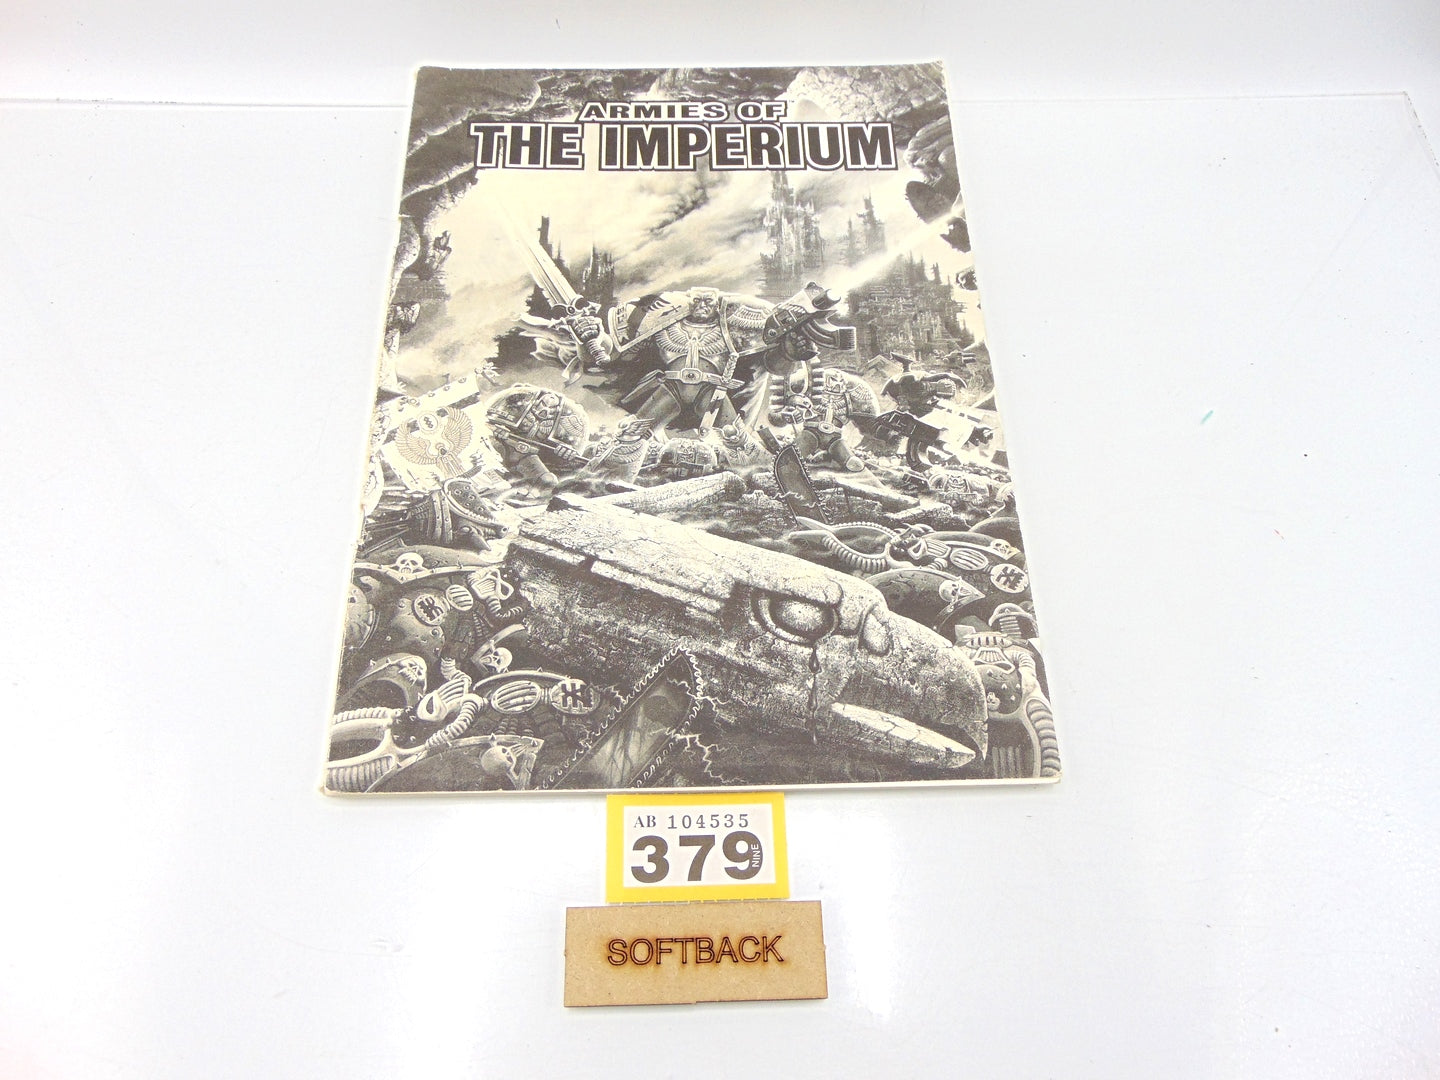 ARMIES OF
THE IMPERIUM
AB 104535
379
NINE
SOFTBACK